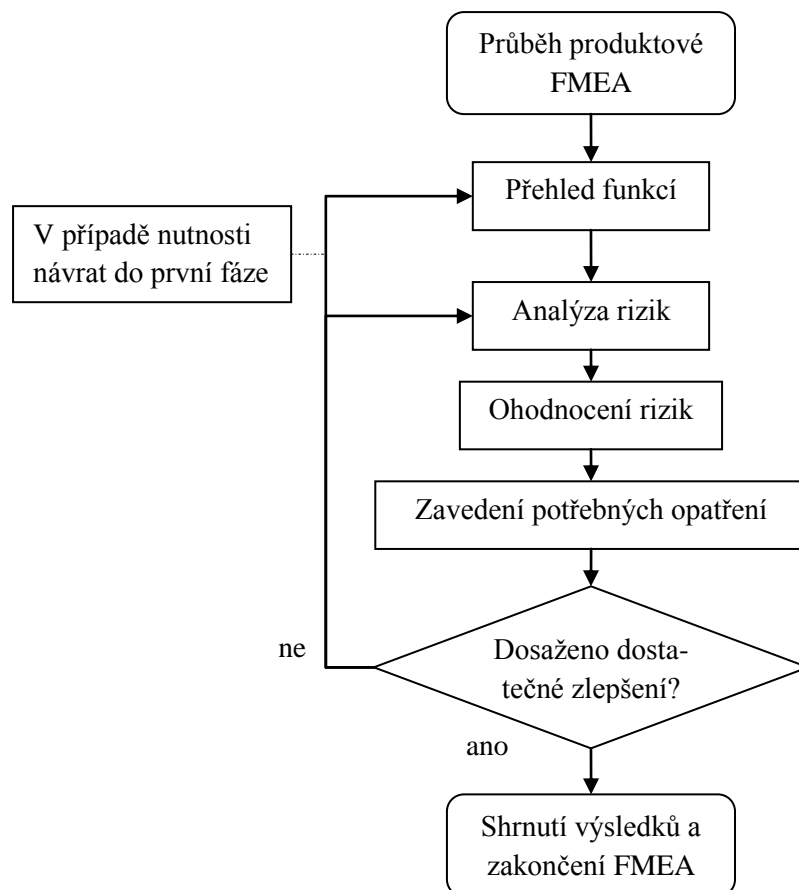 Průběh produktové
FMEA
Přehled funkcí
V případě nutnosti
návrat do první fáze
Analýza rizik
Ohodnocení rizik
Zavedení potřebných opatření
ne
Dosaženo dosta-
tečné zlepšení?
ano
Shrnutí výsledků a
zakončení FMEA